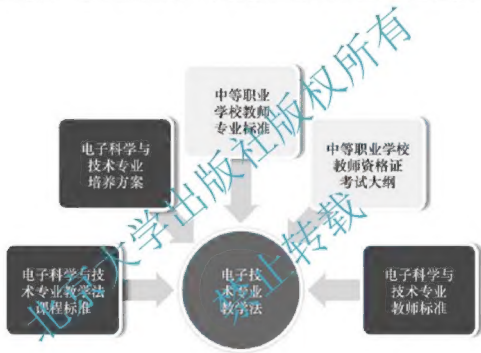 中等职业
学校教师
专业标准
电子科学与
技术专业
培养方案
中等职业学校
教师资格证
考试大纲
电子科学与技
术专业教学法
课程标准
电子技
术专业
教学法
电子科学与
技术专业
教师标准
北京大学出版社版权所有
禁止转载